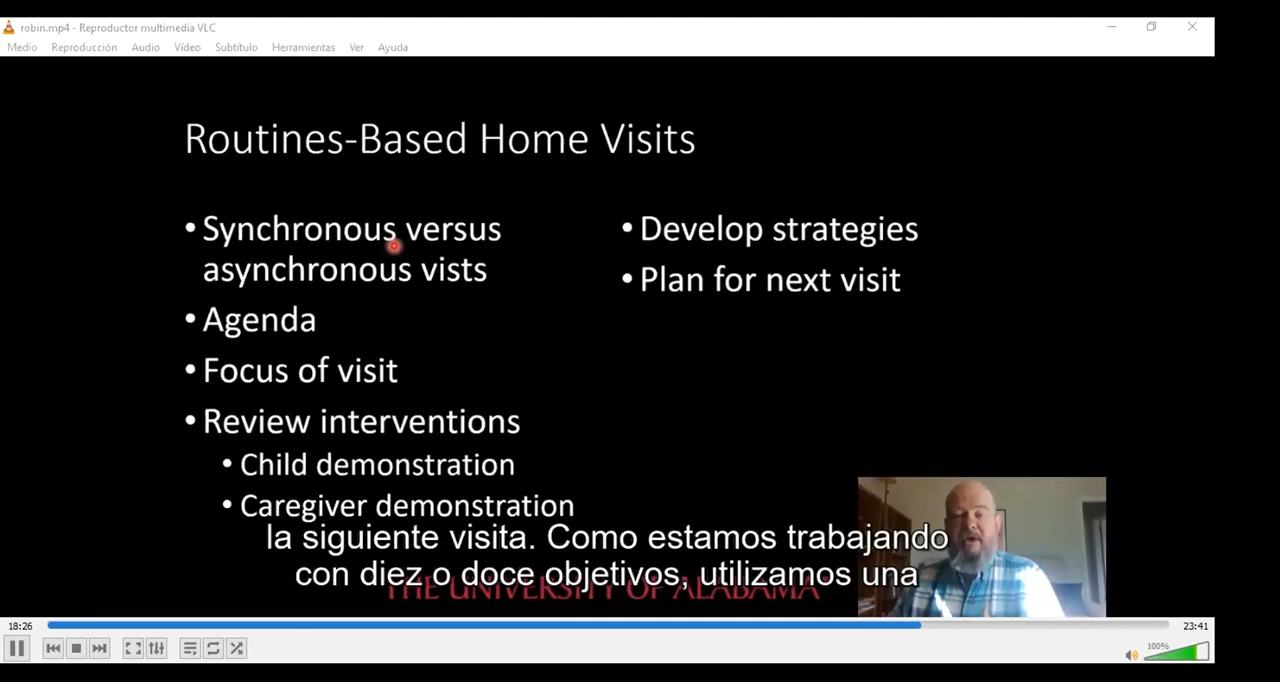 robin.mp4 - Reproductor multimedia VLC
Medio Reproducción Audio Vídeo Subtítulo Herramientas Ver Ayuda
Routines-Based Home Visits
• Synchronous versus
asynchronous vists
• Agenda
• Focus of visit
• Review interventions
• Child demonstration
• Caregiver demonstration
• Develop strategies
• Plan for next visit
la siguiente visita. Como estamos trabajando
con diez o doce objetivos, utilizamos una
THE UNIVERSITY OF ALABAMA
18:26
23:41
100%